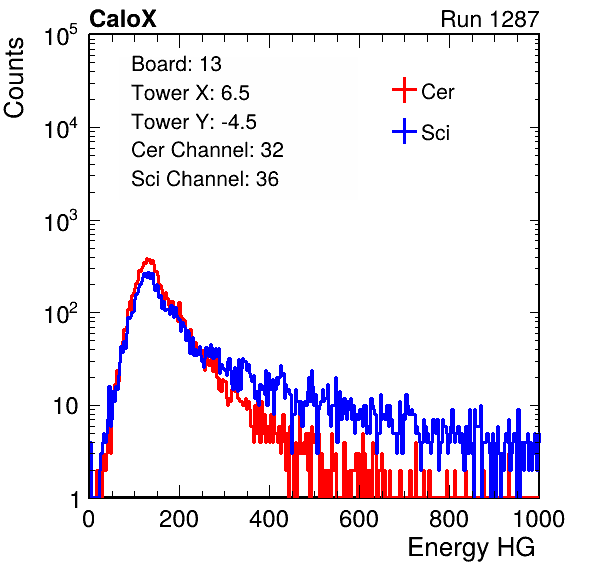 CaloX Run 1287
Counts
10^5
10^4
10^3
10^2
10
1
Board: 13
Tower X: 6.5
Tower Y: -4.5
Cer Channel: 32
Sci Channel: 36
Cer
Sci
0 200 400 600 800 1000
Energy HG